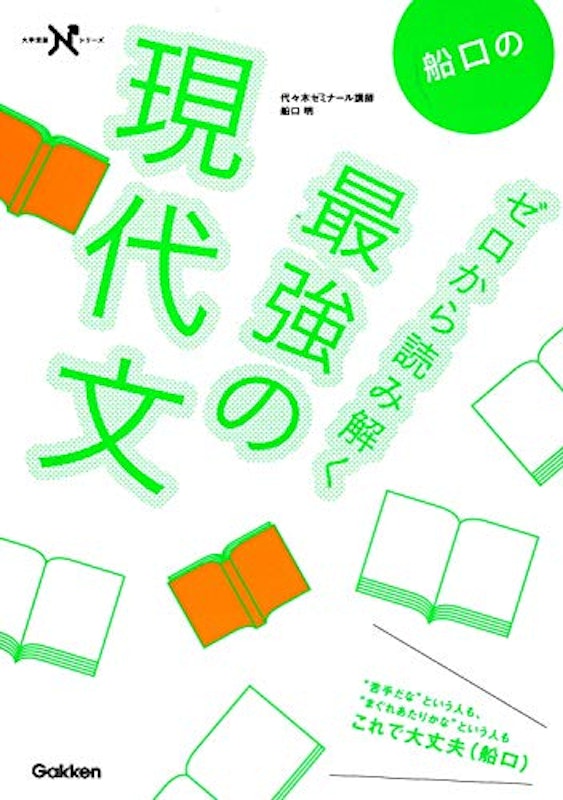 大学受験Nシリーズ
船口の
代々木ゼミナール講師
船口 明
ゼロから読み解く
最強の
現代文
"苦手だな"という人も、
"まぐれあたりかな"という人も
これで大丈夫(船口)
Gakken